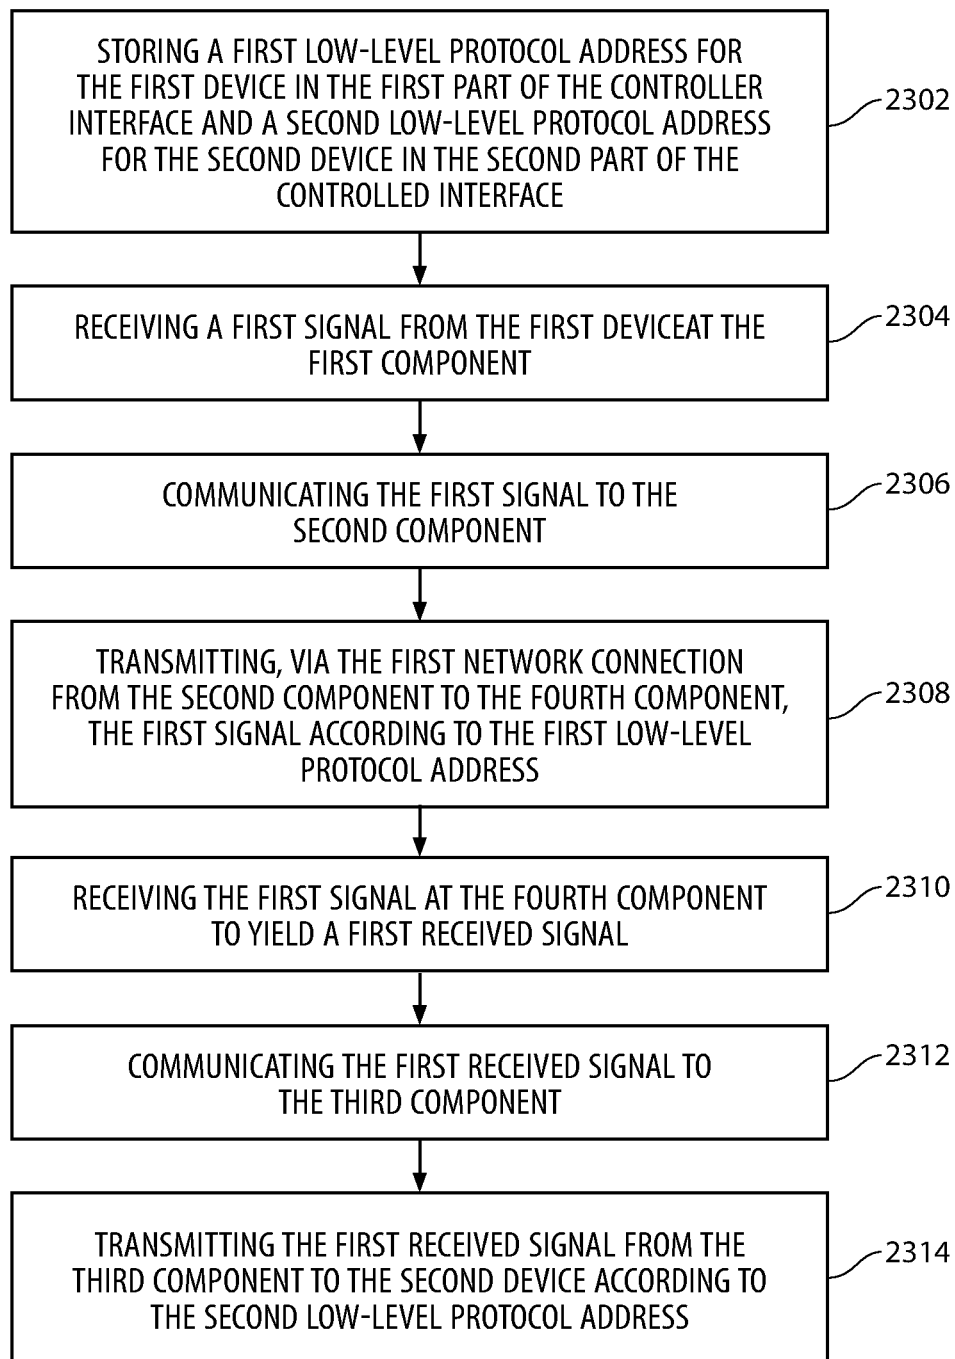 STORING A FIRST LOW-LEVEL PROTOCOL ADDRESS FOR
THE FIRST DEVICE IN THE FIRST PART OF THE CONTROLLER
INTERFACE AND A SECOND LOW-LEVEL PROTOCOL ADDRESS
FOR THE SECOND DEVICE IN THE SECOND PART OF THE
CONTROLLED INTERFACE
2302
RECEIVING A FIRST SIGNAL FROM THE FIRST DEVICEAT THE
FIRST COMPONENT
2304
COMMUNICATING THE FIRST SIGNAL TO THE
SECOND COMPONENT
2306
TRANSMITTING, VIA THE FIRST NETWORK CONNECTION
FROM THE SECOND COMPONENT TO THE FOURTH COMPONENT,
THE FIRST SIGNAL ACCORDING TO THE FIRST LOW-LEVEL
PROTOCOL ADDRESS
2308
RECEIVING THE FIRST SIGNAL AT THE FOURTH COMPONENT
TO YIELD A FIRST RECEIVED SIGNAL
2310
COMMUNICATING THE FIRST RECEIVED SIGNAL TO
THE THIRD COMPONENT
2312
TRANSMITTING THE FIRST RECEIVED SIGNAL FROM THE
THIRD COMPONENT TO THE SECOND DEVICE ACCORDING TO
THE SECOND LOW-LEVEL PROTOCOL ADDRESS
2314